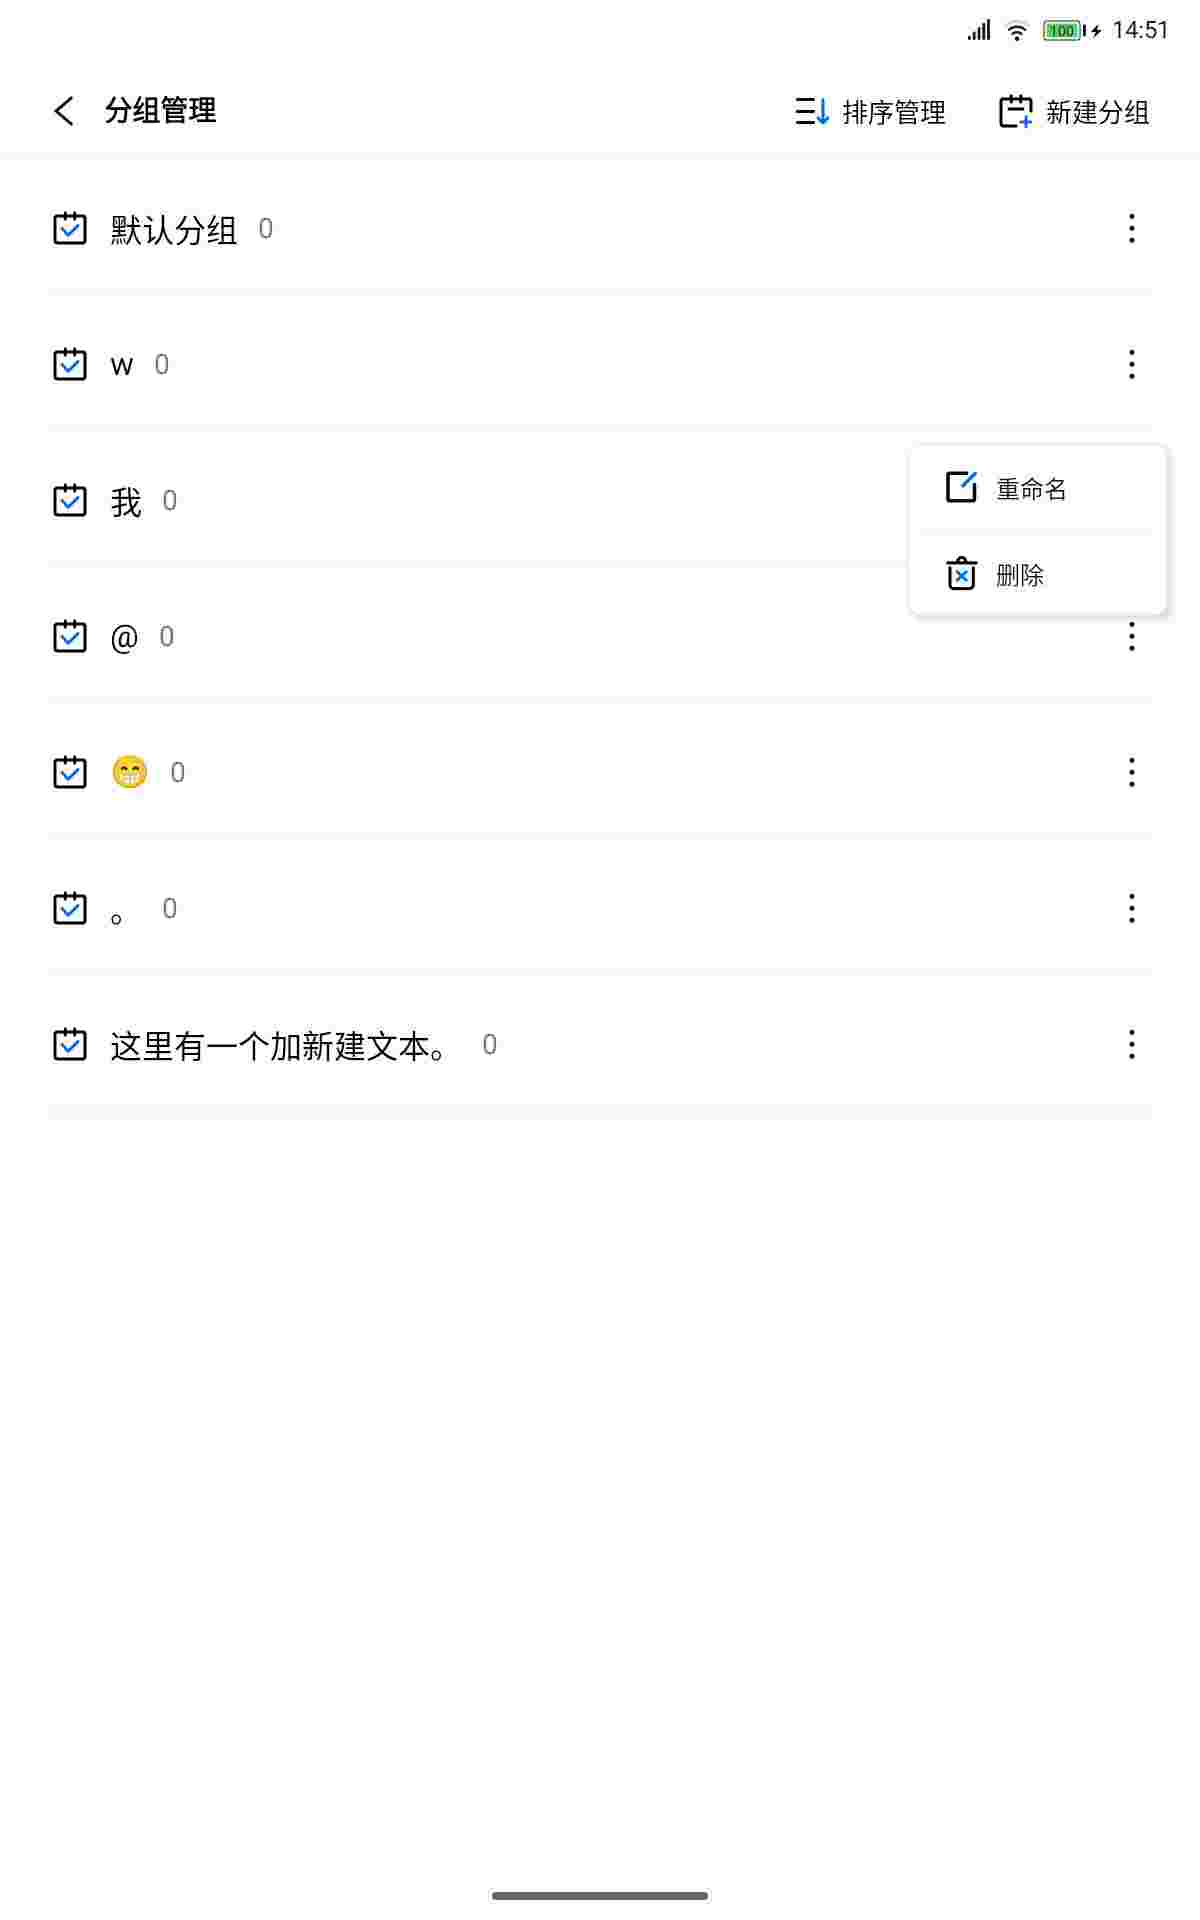 100 14:51
分组管理 排序管理 新建分组
默认分组 0
w 0
我 0
重命名
删除
@ 0
😁 0
。 0
这里有一个加新建文本。 0